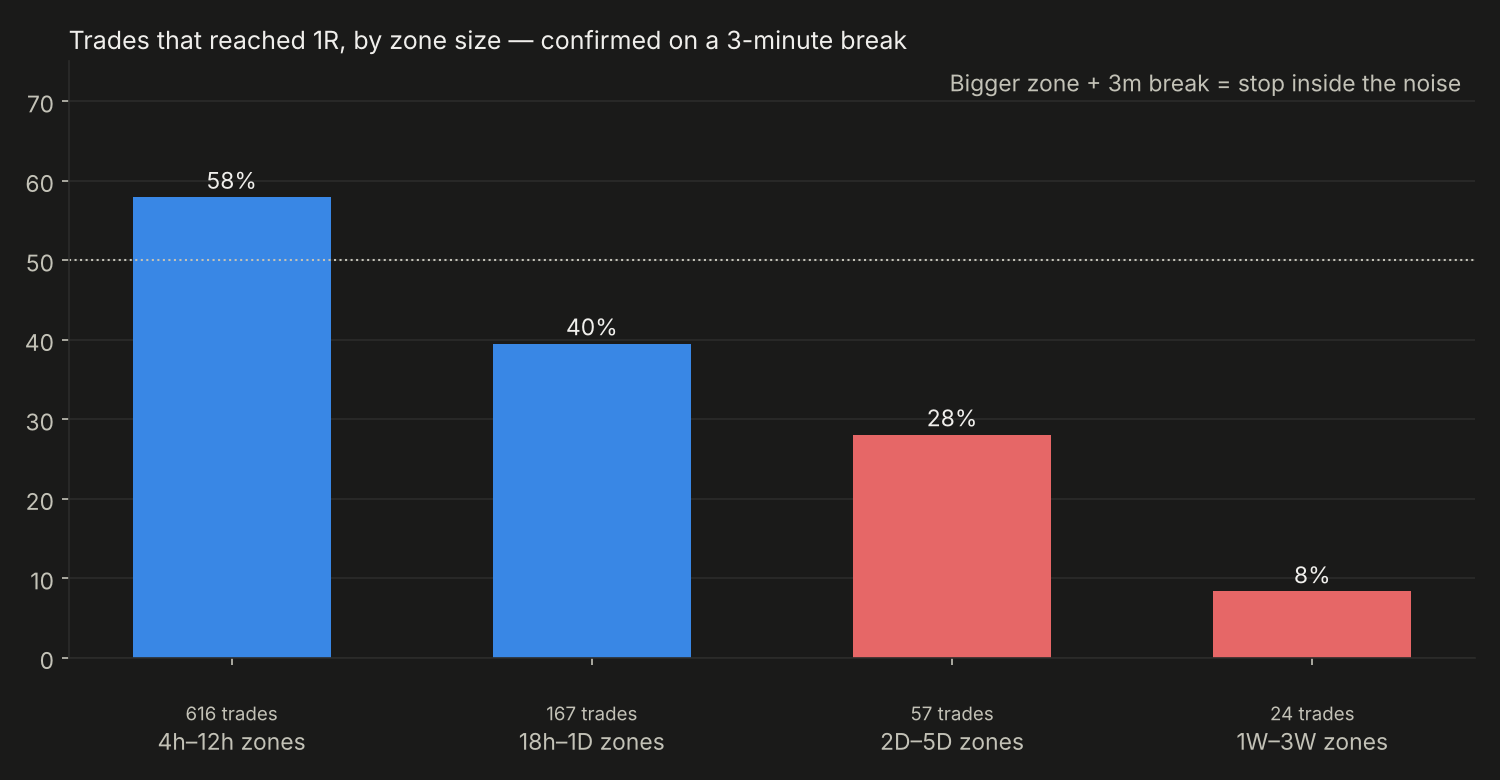 Trades that reached 1R, by zone size — confirmed on a 3-minute break
Bigger zone + 3m break = stop inside the noise
70
60
50
40
30
20
10
0
58%
40%
28%
8%
616 trades
4h–12h zones
167 trades
18h–1D zones
57 trades
2D–5D zones
24 trades
1W–3W zones